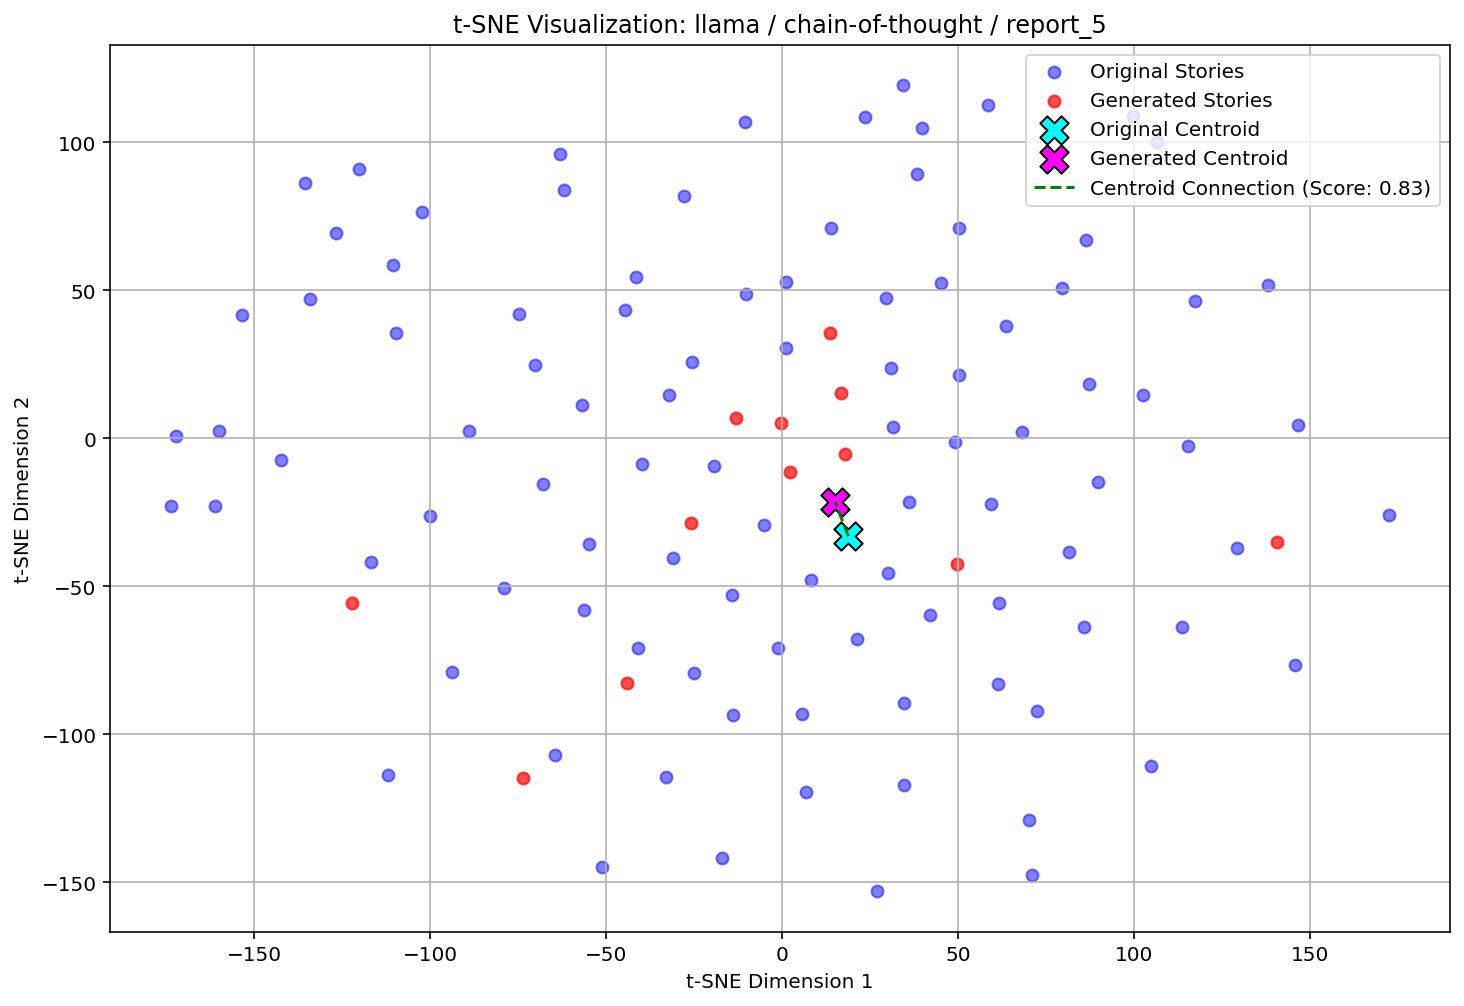 t-SNE Visualization: llama / chain-of-thought / report_5
Original Stories
Generated Stories
Original Centroid
Generated Centroid
Centroid Connection (Score: 0.83)
t-SNE Dimension 2
100
50
0
−50
−100
−150
−150
−100
−50
0
50
100
150
t-SNE Dimension 1